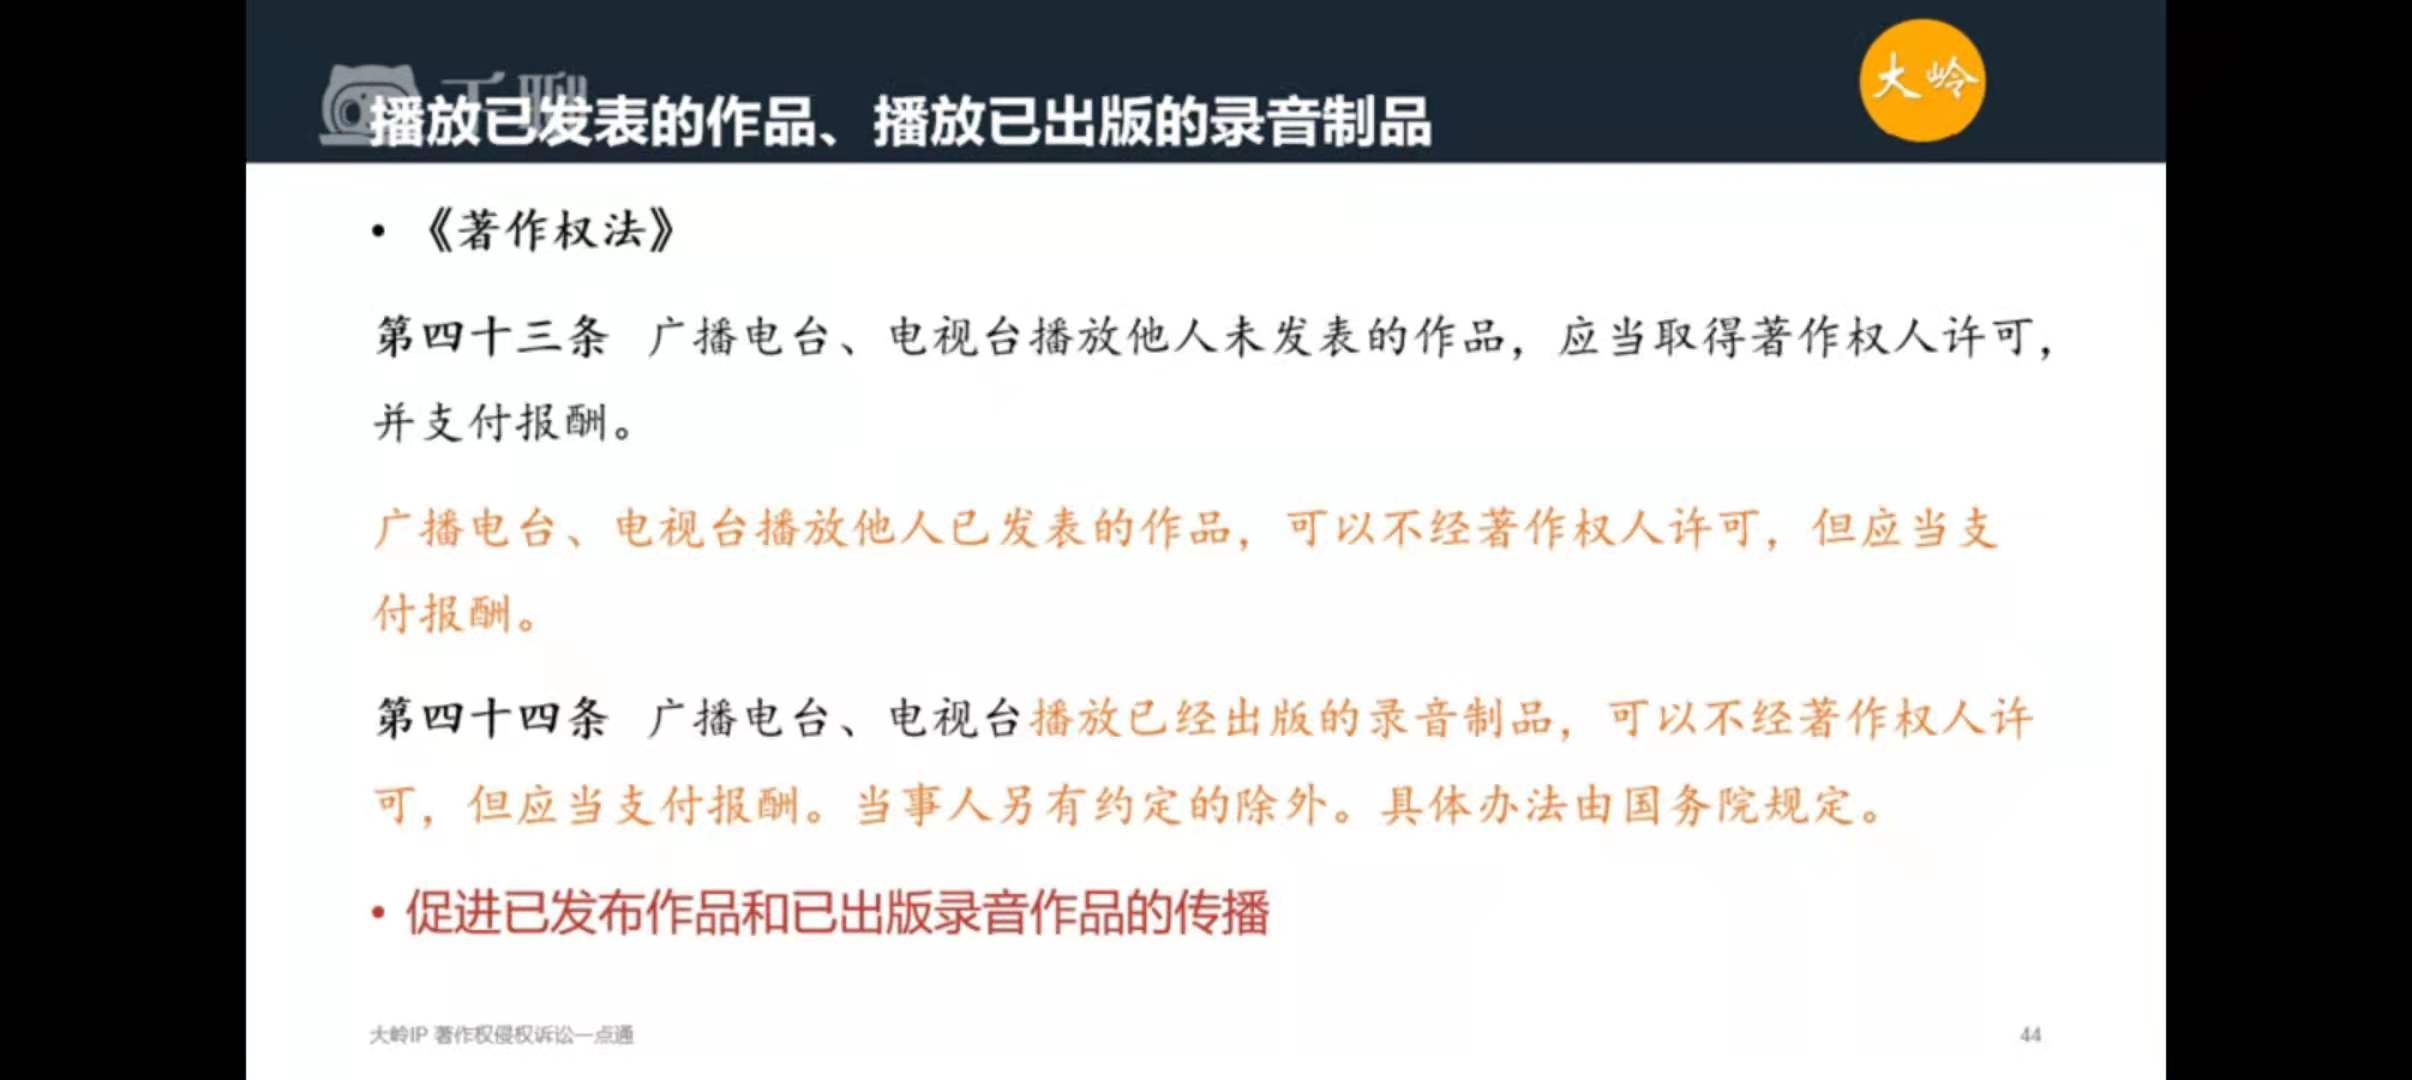 千聊
大岭
播放已发表的作品、播放已出版的录音制品
• 《著作权法》
第四十三条 广播电台、电视台播放他人未发表的作品，应当取得著作权人许可，
并支付报酬。
广播电台、电视台播放他人已发表的作品，可以不经著作权人许可，但应当支
付报酬。
第四十四条 广播电台、电视台播放已经出版的录音制品，可以不经著作权人许
可，但应当支付报酬。当事人另有约定的除外。具体办法由国务院规定。
• 促进已发布作品和已出版录音作品的传播
大岭IP 著作权侵权诉讼一点通
44